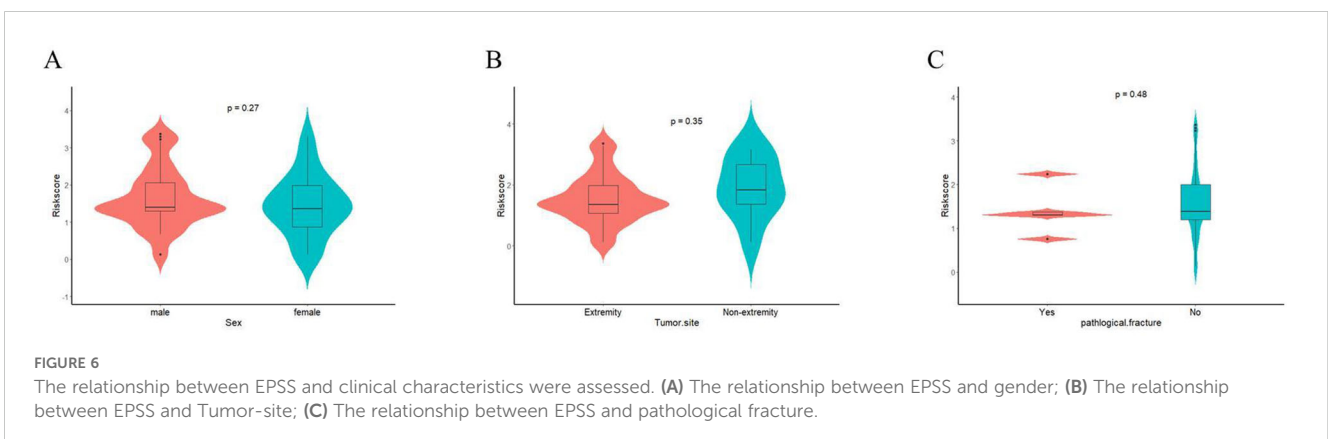 A
p = 0.27
Riskscore
4
3
2
1
0
-1
male
female
Sex
B
p = 0.35
Riskscore
4
2
0
Extremity
Non-extremity
Tumor.site
C
p = 0.48
Riskscore
4
3
2
1
0
Yes
No
pathlogical.fracture
FIGURE 6
The relationship between EPSS and clinical characteristics were assessed. (A) The relationship between EPSS and gender; (B) The relationship
between EPSS and Tumor-site; (C) The relationship between EPSS and pathological fracture.